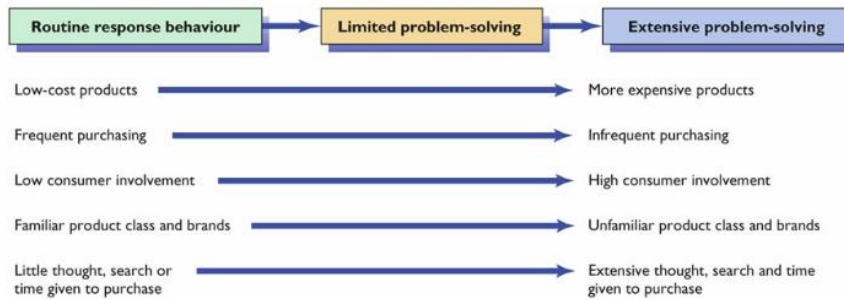 Routine response behaviour
Limited problem-solving
Extensive problem-solving
Low-cost products
More expensive products
Frequent purchasing
Infrequent purchasing
Low consumer involvement
High consumer involvement
Familiar product class and brands
Unfamiliar product class and brands
Little thought, search or
time given to purchase
Extensive thought, search and time
given to purchase